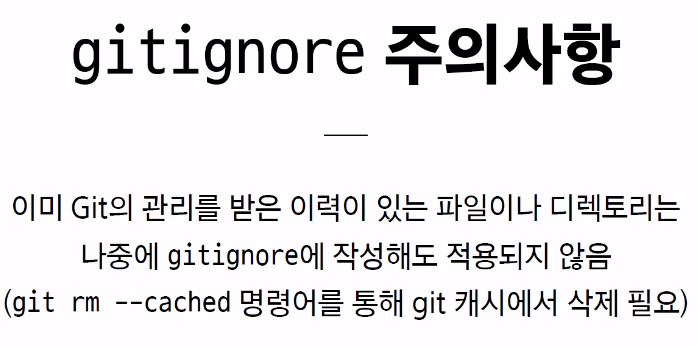 gitignore 주의사항
이미 Git의 관리를 받은 이력이 있는 파일이나 디렉토리는
나중에 gitignore에 작성해도 적용되지 않음
(git rm --cached 명령어를 통해 git 캐시에서 삭제 필요)